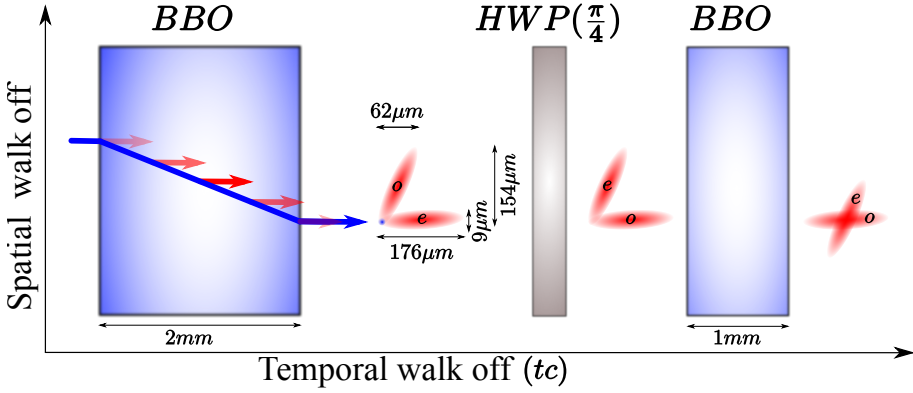 BBO
HWP(π/4)
BBO
62μm
o
e
154μm
9μm
176μm
e
o
e
o
2mm
1mm
Spatial walk off
Temporal walk off (tc)